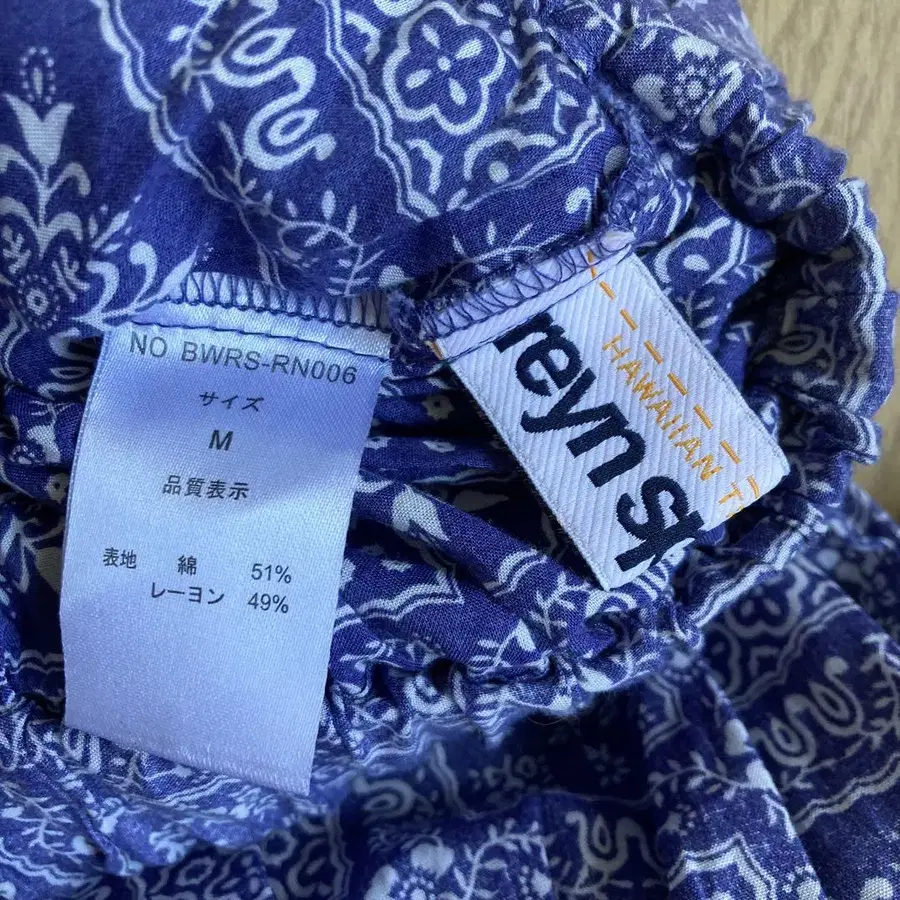 NO BWRS-RN006
サイズ
M
品質表示
表地 綿 51%
レーヨン 49%
reyn
HAWAIIAN